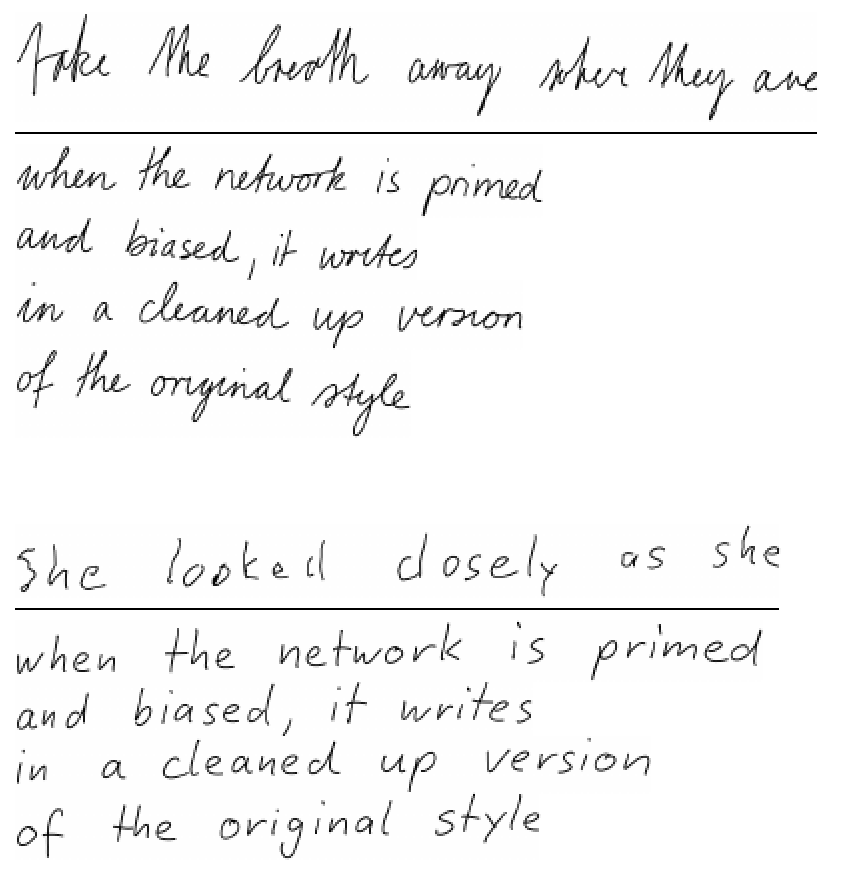 take the breath away when they are
when the network is primed
and biased, it writes
in a cleaned up version
of the original style
She looked closely as she
when the network is primed
and biased, it writes
in a cleaned up version
of the original style